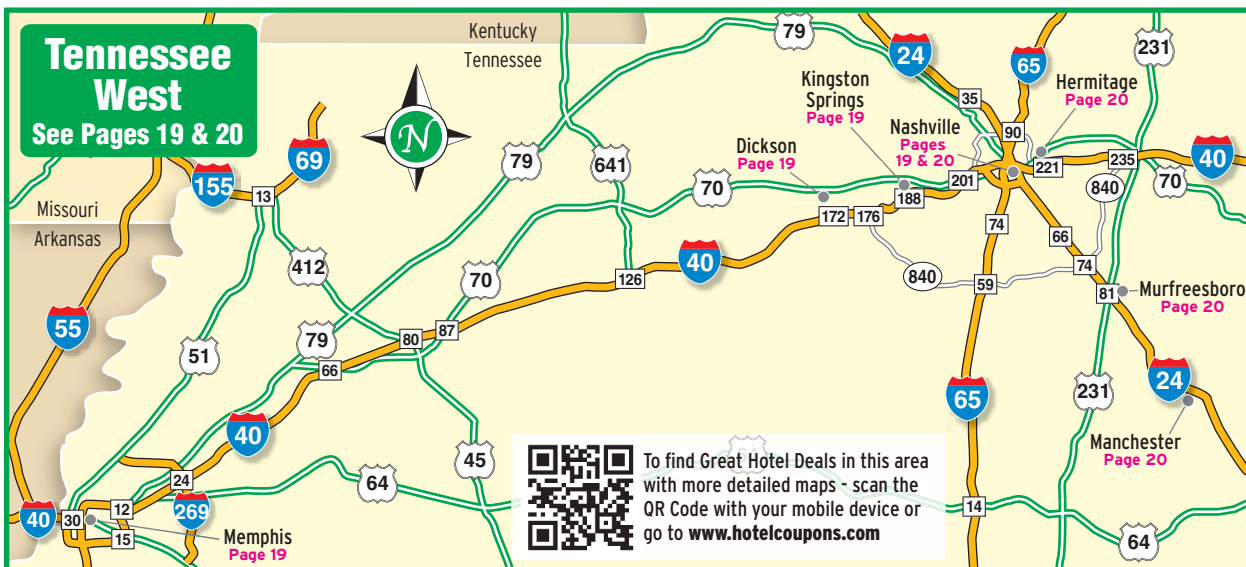 Tennessee
West
See Pages 19 & 20
Kentucky
Tennessee
Missouri
Arkansas
N
Kingston
Springs
Page 19
Dickson
Page 19
Nashville
Pages
19 & 20
Hermitage
Page 20
Murfreesboro
Page 20
Manchester
Page 20
Memphis
Page 19
79
24
65
231
35
90
69
155
13
79
641
70
201
221
235
40
840
70
188
172
176
74
66
412
70
40
126
840
59
74
81
55
51
79
66
80
87
65
231
24
40
45
64
64
24
269
12
15
30
40
14
64
To find Great Hotel Deals in this area
with more detailed maps - scan the
QR Code with your mobile device or
go to www.hotelcoupons.com